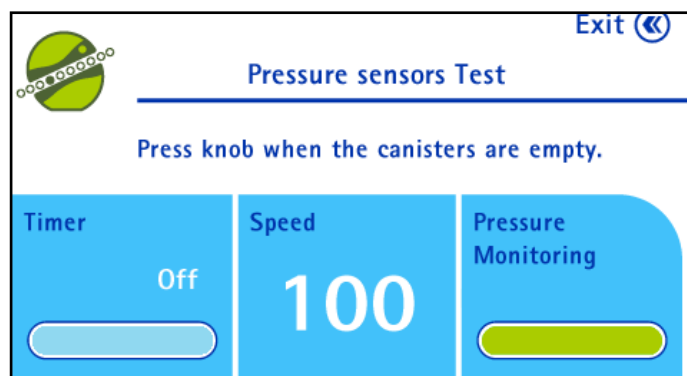 Exit
Pressure sensors Test
Press knob when the canisters are empty.
Timer
Off
Speed
100
Pressure
Monitoring